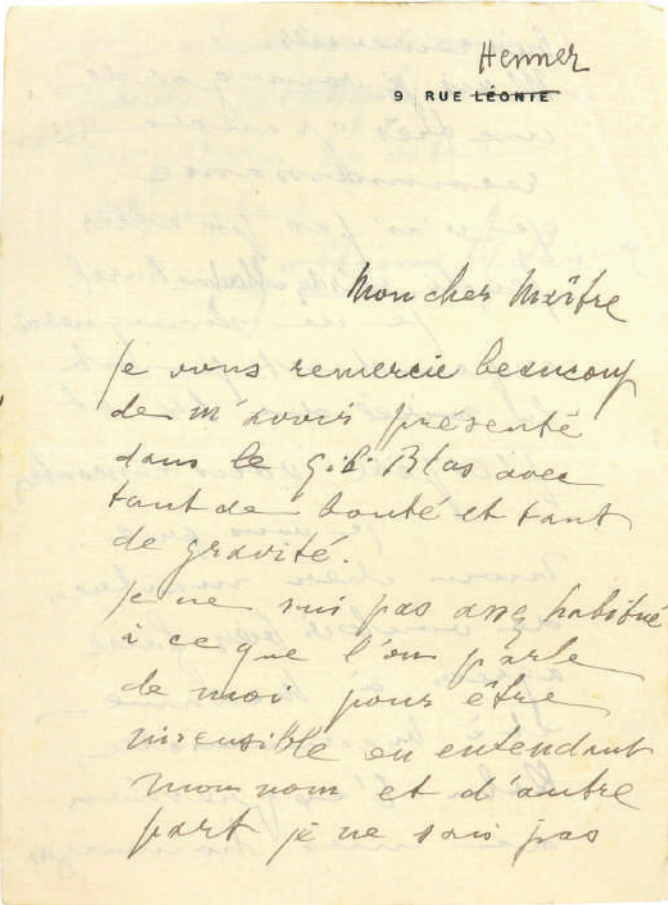 Henner
9 RUE LÉONIE
Mon cher Maître
Je vous remercie beaucoup
de m'avoir présenté
dans le Gil Blas avec
tant de bonté et tant
de gravité.
Je ne suis pas assez habitué
à ce que l'on parle
de moi pour être
insensible en entendant
mon nom et d'autre
part je ne sais pas